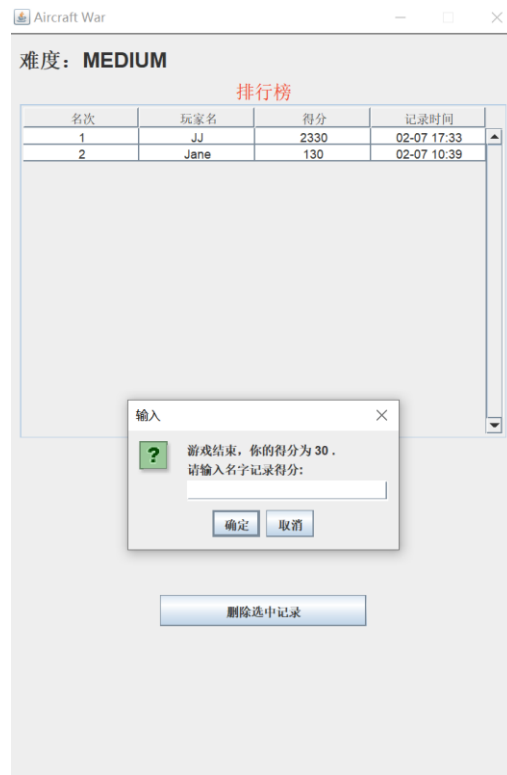 Aircraft War
难度：MEDIUM
排行榜
名次 玩家名 得分 记录时间
1 JJ 2330 02-07 17:33
2 Jane 130 02-07 10:39
输入
游戏结束，你的得分为 30 .
请输入名字记录得分:
确定 取消
删除选中记录